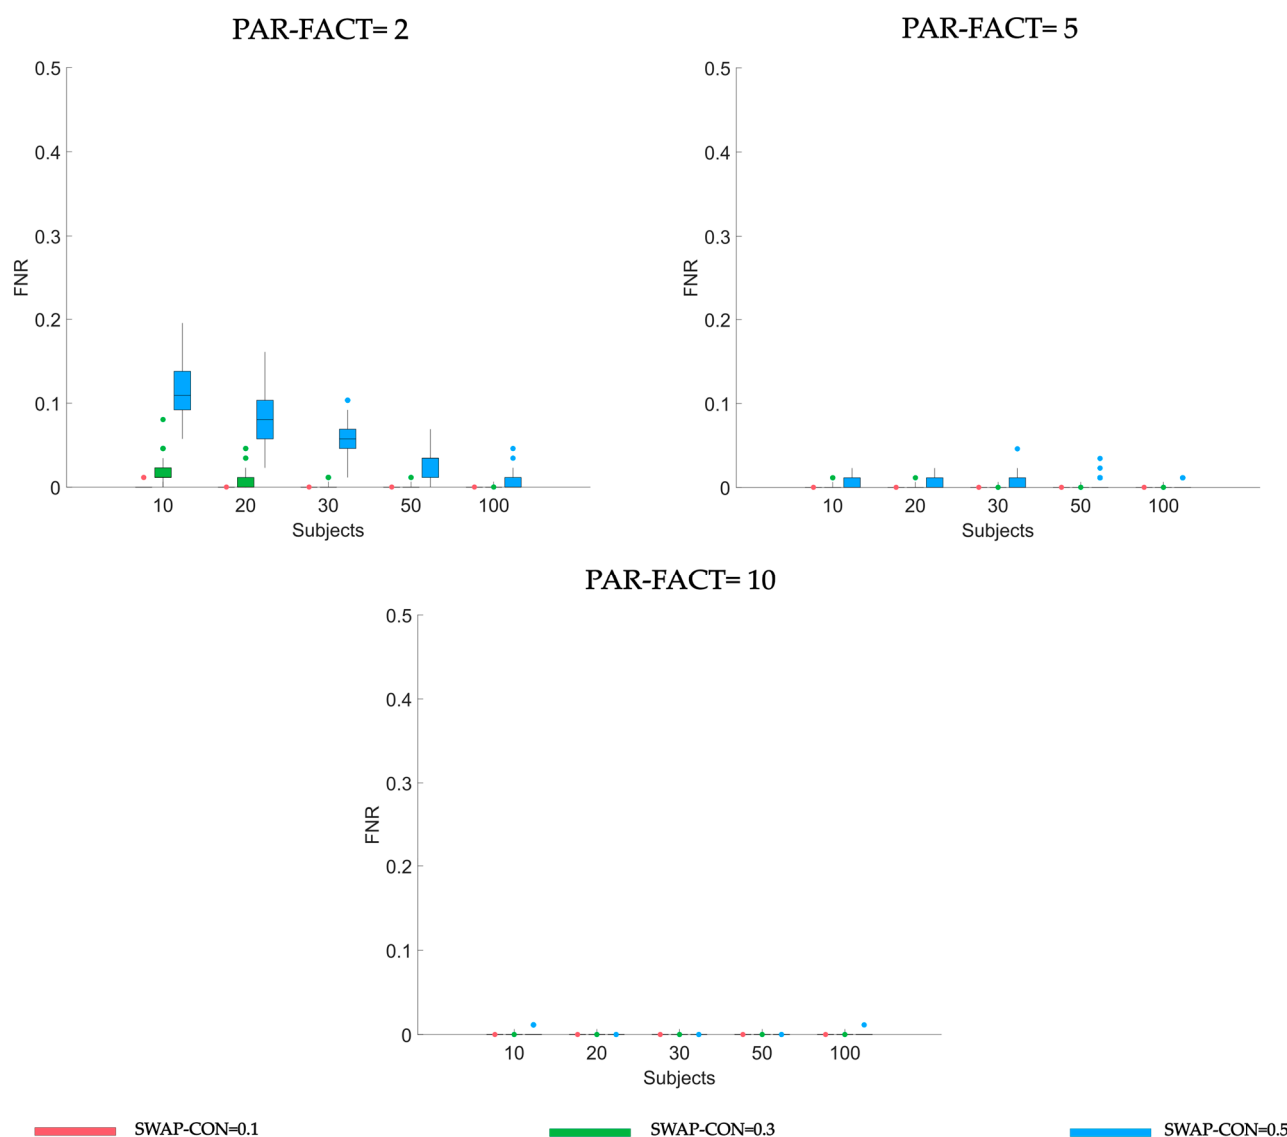 PAR-FACT= 2
0.5
0.4
0.3
0.2
0.1
0
FNR
10 20 30 50 100
Subjects
PAR-FACT= 5
0.5
0.4
0.3
0.2
0.1
0
FNR
10 20 30 50 100
Subjects
PAR-FACT= 10
0.5
0.4
0.3
0.2
0.1
0
FNR
10 20 30 50 100
Subjects
SWAP-CON=0.1 SWAP-CON=0.3 SWAP-CON=0.5